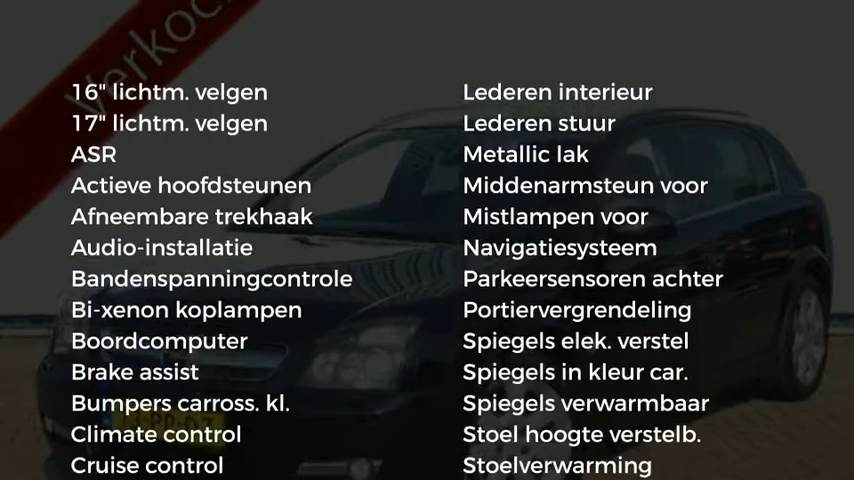 Verkoc
16" lichtm. velgen
17" lichtm. velgen
ASR
Actieve hoofdsteunen
Afneembare trekhaak
Audio-installatie
Bandenspanningcontrole
Bi-xenon koplampen
Boordcomputer
Brake assist
Bumpers carross. kl.
Climate control
Cruise control
Lederen interieur
Lederen stuur
Metallic lak
Middenarmsteun voor
Mistlampen voor
Navigatiesysteem
Parkeersensoren achter
Portiervergrendeling
Spiegels elek. verstel
Spiegels in kleur car.
Spiegels verwarmbaar
Stoel hoogte verstelb.
Stoelverwarming